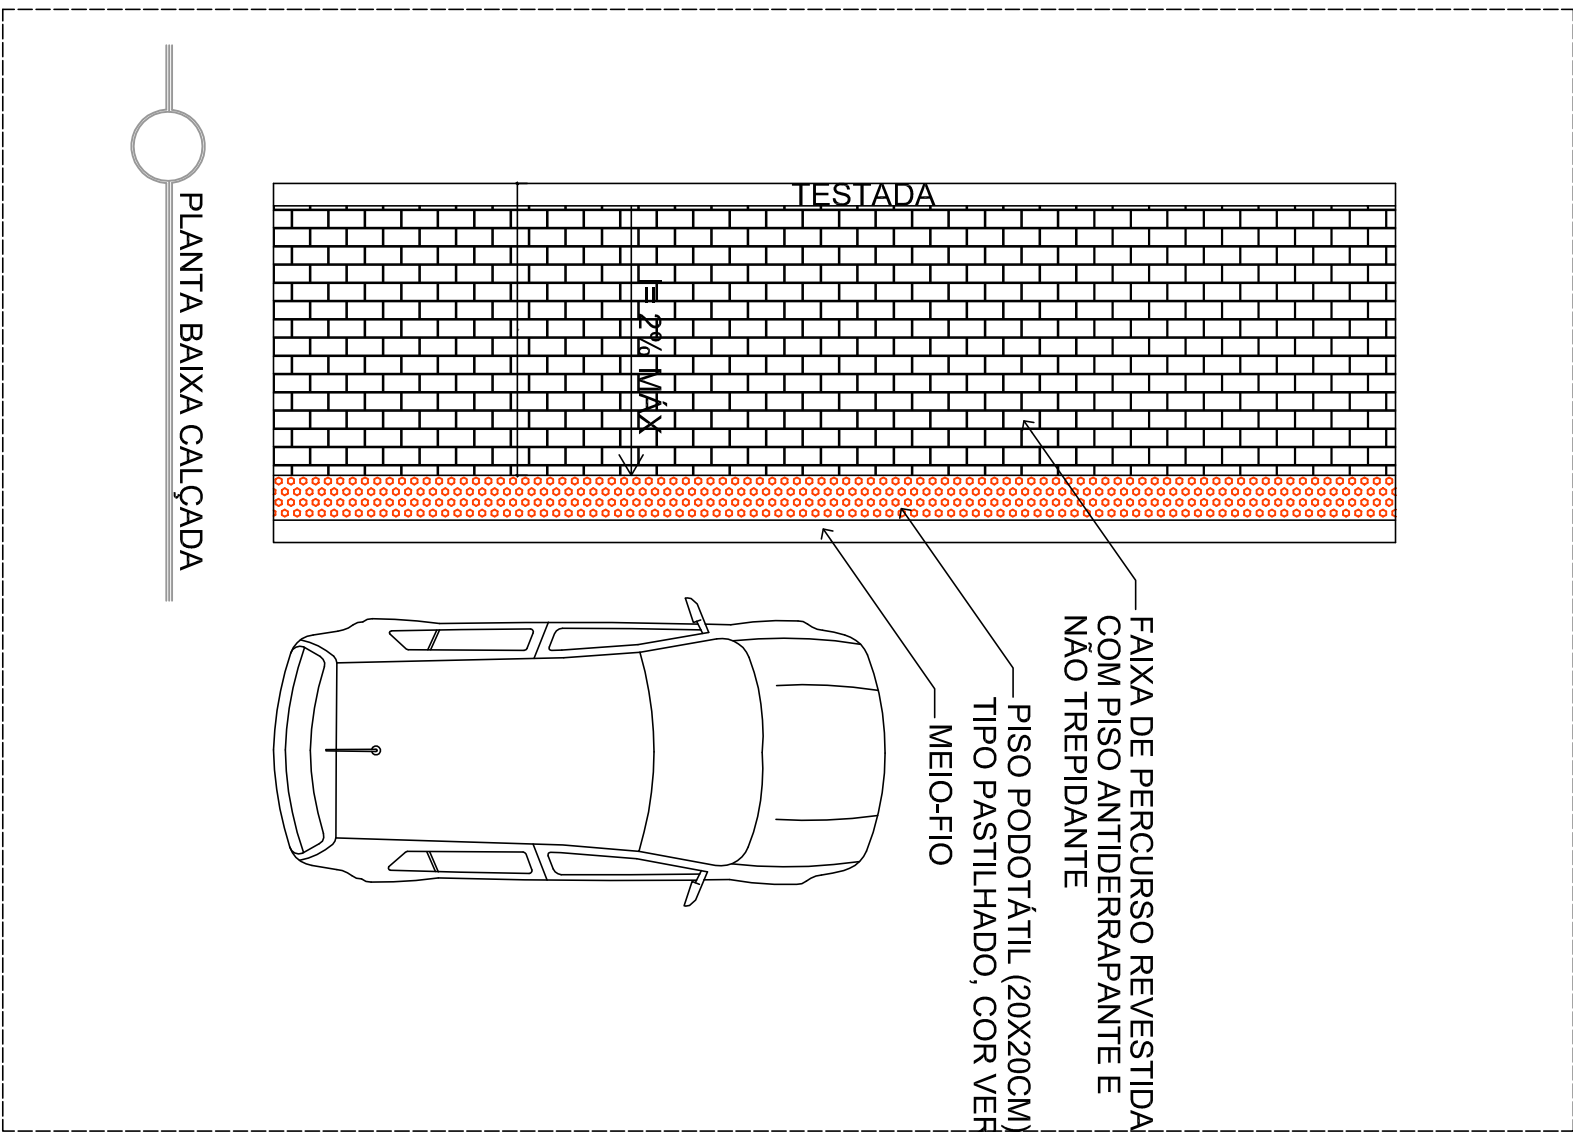 PLANTA BAIXA CALÇADA
TESTADA
I= 2% MÁX
FAIXA DE PERCURSO REVESTIDA
COM PISO ANTIDERRAPANTE E
NÃO TREPIDANTE
PISO PODOTÁTIL (20X20CM)
TIPO PASTILHADO, COR VER
MEIO-FIO